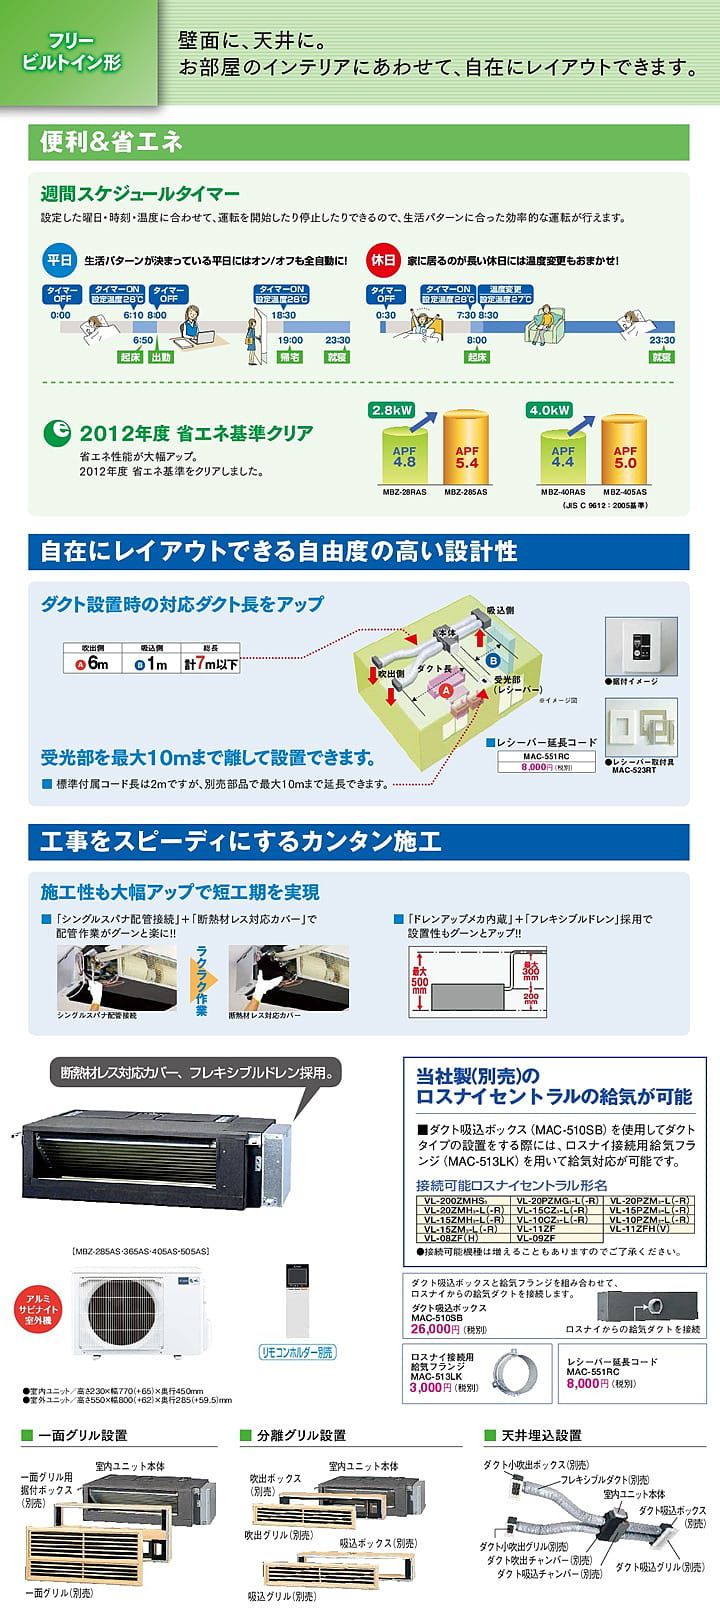 フリー
ビルトイン形
壁面に、天井に。
お部屋のインテリアにあわせて、自在にレイアウトできます。
便利&省エネ
週間スケジュールタイマー
設定した曜日・時刻・温度に合わせて、運転を開始したり停止したりできるので、生活パターンに合った効率的な運転が行えます。
平日 生活パターンが決まっている平日にはオン/オフも全自動に!
タイマーOFF タイマーON 設定温度28℃ タイマーOFF タイマーON 設定温度28℃
0:00 6:10 8:00 18:30
6:50 19:00 23:30
起床 出勤 帰宅 就寝
休日 家に居るのが長い休日には温度変更もおまかせ!
タイマーOFF タイマーON 設定温度28℃ 温度変更 設定温度27℃
0:30 7:30 8:30
8:00 23:30
起床 就寝
2012年度 省エネ基準クリア
省エネ性能が大幅アップ。
2012年度 省エネ基準をクリアしました。
2.8kW
APF 4.8
APF 5.4
MBZ-28RAS MBZ-285AS
4.0kW
APF 4.4
APF 5.0
MBZ-40RAS MBZ-405AS
(JIS C 9612:2005基準)
自在にレイアウトできる自由度の高い設計性
ダクト設置時の対応ダクト長をアップ
吹出側 吸込側 総長
A6m B1m 計7m以下
吸込側
本体
B
ダクト長
吹出側
A
受光部
(レシーバー)
※イメージ図
●据付イメージ
●レシーバー取付具
MAC-523RT
■レシーバー延長コード
MAC-551RC
8,000円(税別)
受光部を最大10mまで離して設置できます。
■標準付属コード長は2mですが、別売部品で最大10mまで延長できます。
工事をスピーディにするカンタン施工
施工性も大幅アップで短工期を実現
■「シングルスパナ配管接続」+「断熱材レス対応カバー」で
配管作業がグーンと楽に!!
シングルスパナ配管接続
ラクラク作業
断熱材レス対応カバー
■「ドレンアップメカ内蔵」+「フレキシブルドレン」採用で
設置性もグーンとアップ!!
最大
500
mm
最大
300
mm
200
mm
断熱材レス対応カバー、フレキシブルドレン採用。
[MBZ-285AS・365AS・405AS・505AS]
アルミ
サビナイト
室外機
リモコンホルダー別売
●室内ユニット/高さ230×幅770(+65)×奥行450mm
●室外ユニット/高さ550×幅800(+62)×奥行285(+59.5)mm
当社製(別売)の
ロスナイセントラルの給気が可能
■ダクト吸込ボックス(MAC-510SB)を使用してダクト
タイプの設置をする際には、ロスナイ接続用給気フラ
ンジ(MAC-513LK)を用いて給気対応が可能です。
接続可能ロスナイセントラル形名
VL-11ZF
VL-11ZFH(V)
VL-08ZF(H) VL-09ZF
●接続可能機種は増えることもありますのでご了承ください。
ダクト吸込ボックスと給気フランジを組み合わせて、
ロスナイからの給気ダクトを接続します。
ダクト吸込ボックス
MAC-510SB
26,000円(税別)
ロスナイからの給気ダクトを接続
ロスナイ接続用
給気フランジ
MAC-513LK
3,000円(税別)
レシーバー延長コード
MAC-551RC
8,000円(税別)
■一面グリル設置
一面グリル用
据付ボックス
(別売)
室内ユニット本体
一面グリル(別売)
■分離グリル設置
吹出ボックス
(別売)
室内ユニット本体
吹出グリル(別売)
吸込ボックス(別売)
吸込グリル(別売)
■天井埋込設置
ダクト小吹出ボックス(別売)
フレキシブルダクト(別売)
室内ユニット本体
ダクト吸込ボックス
(別売)
ダクト小吹出グリル(別売)
ダクト吹出チャンバー(別売)
ダクト吸込チャンバー(別売)
ダクト吸込グリル(別売)